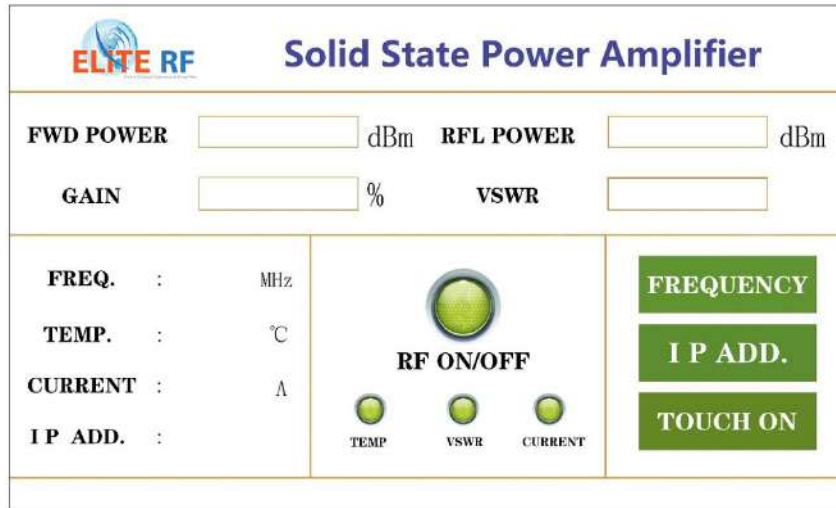 ELITE RF
Solid State Power Amplifier
FWD POWER dBm RFL POWER dBm
GAIN % VSWR
FREQ. : MHz
TEMP. : ℃
CURRENT : A
I P ADD. :
RF ON/OFF
TEMP VSWR CURRENT
FREQUENCY
I P ADD.
TOUCH ON